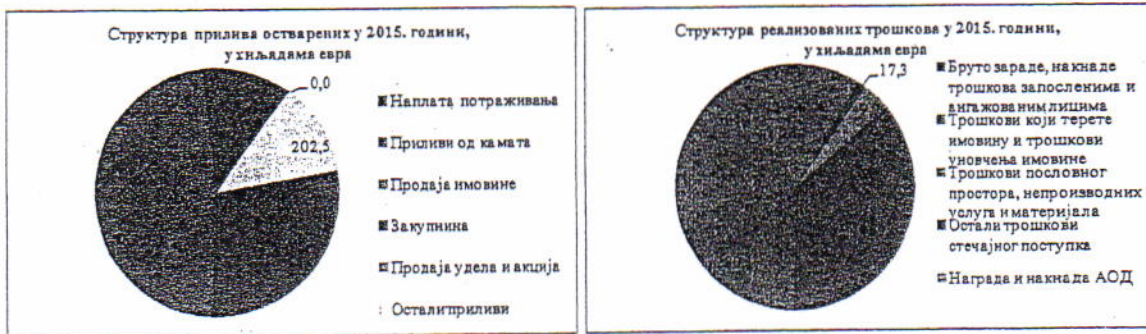 Структура прилива остварених у 2015. години,
у хиљадама евра
0,0
202,5
Наплата потраживања
Приливи од камата
Продаја имовине
Закупнина
Продаја удела и акција
Остали приливи
Структура реализованих трошкова у 2015. години,
у хиљадама евра
17,3
Бруто зараде, накнаде
трошкова запосленима и
ангажованим лицима
Трошкови који терете
имовину и трошкови
уновчења имовине
Трошкови пословног
простора, непроизводних
услуга и материјала
Остали трошкови
стечајног поступка
Награда и накнада АОД